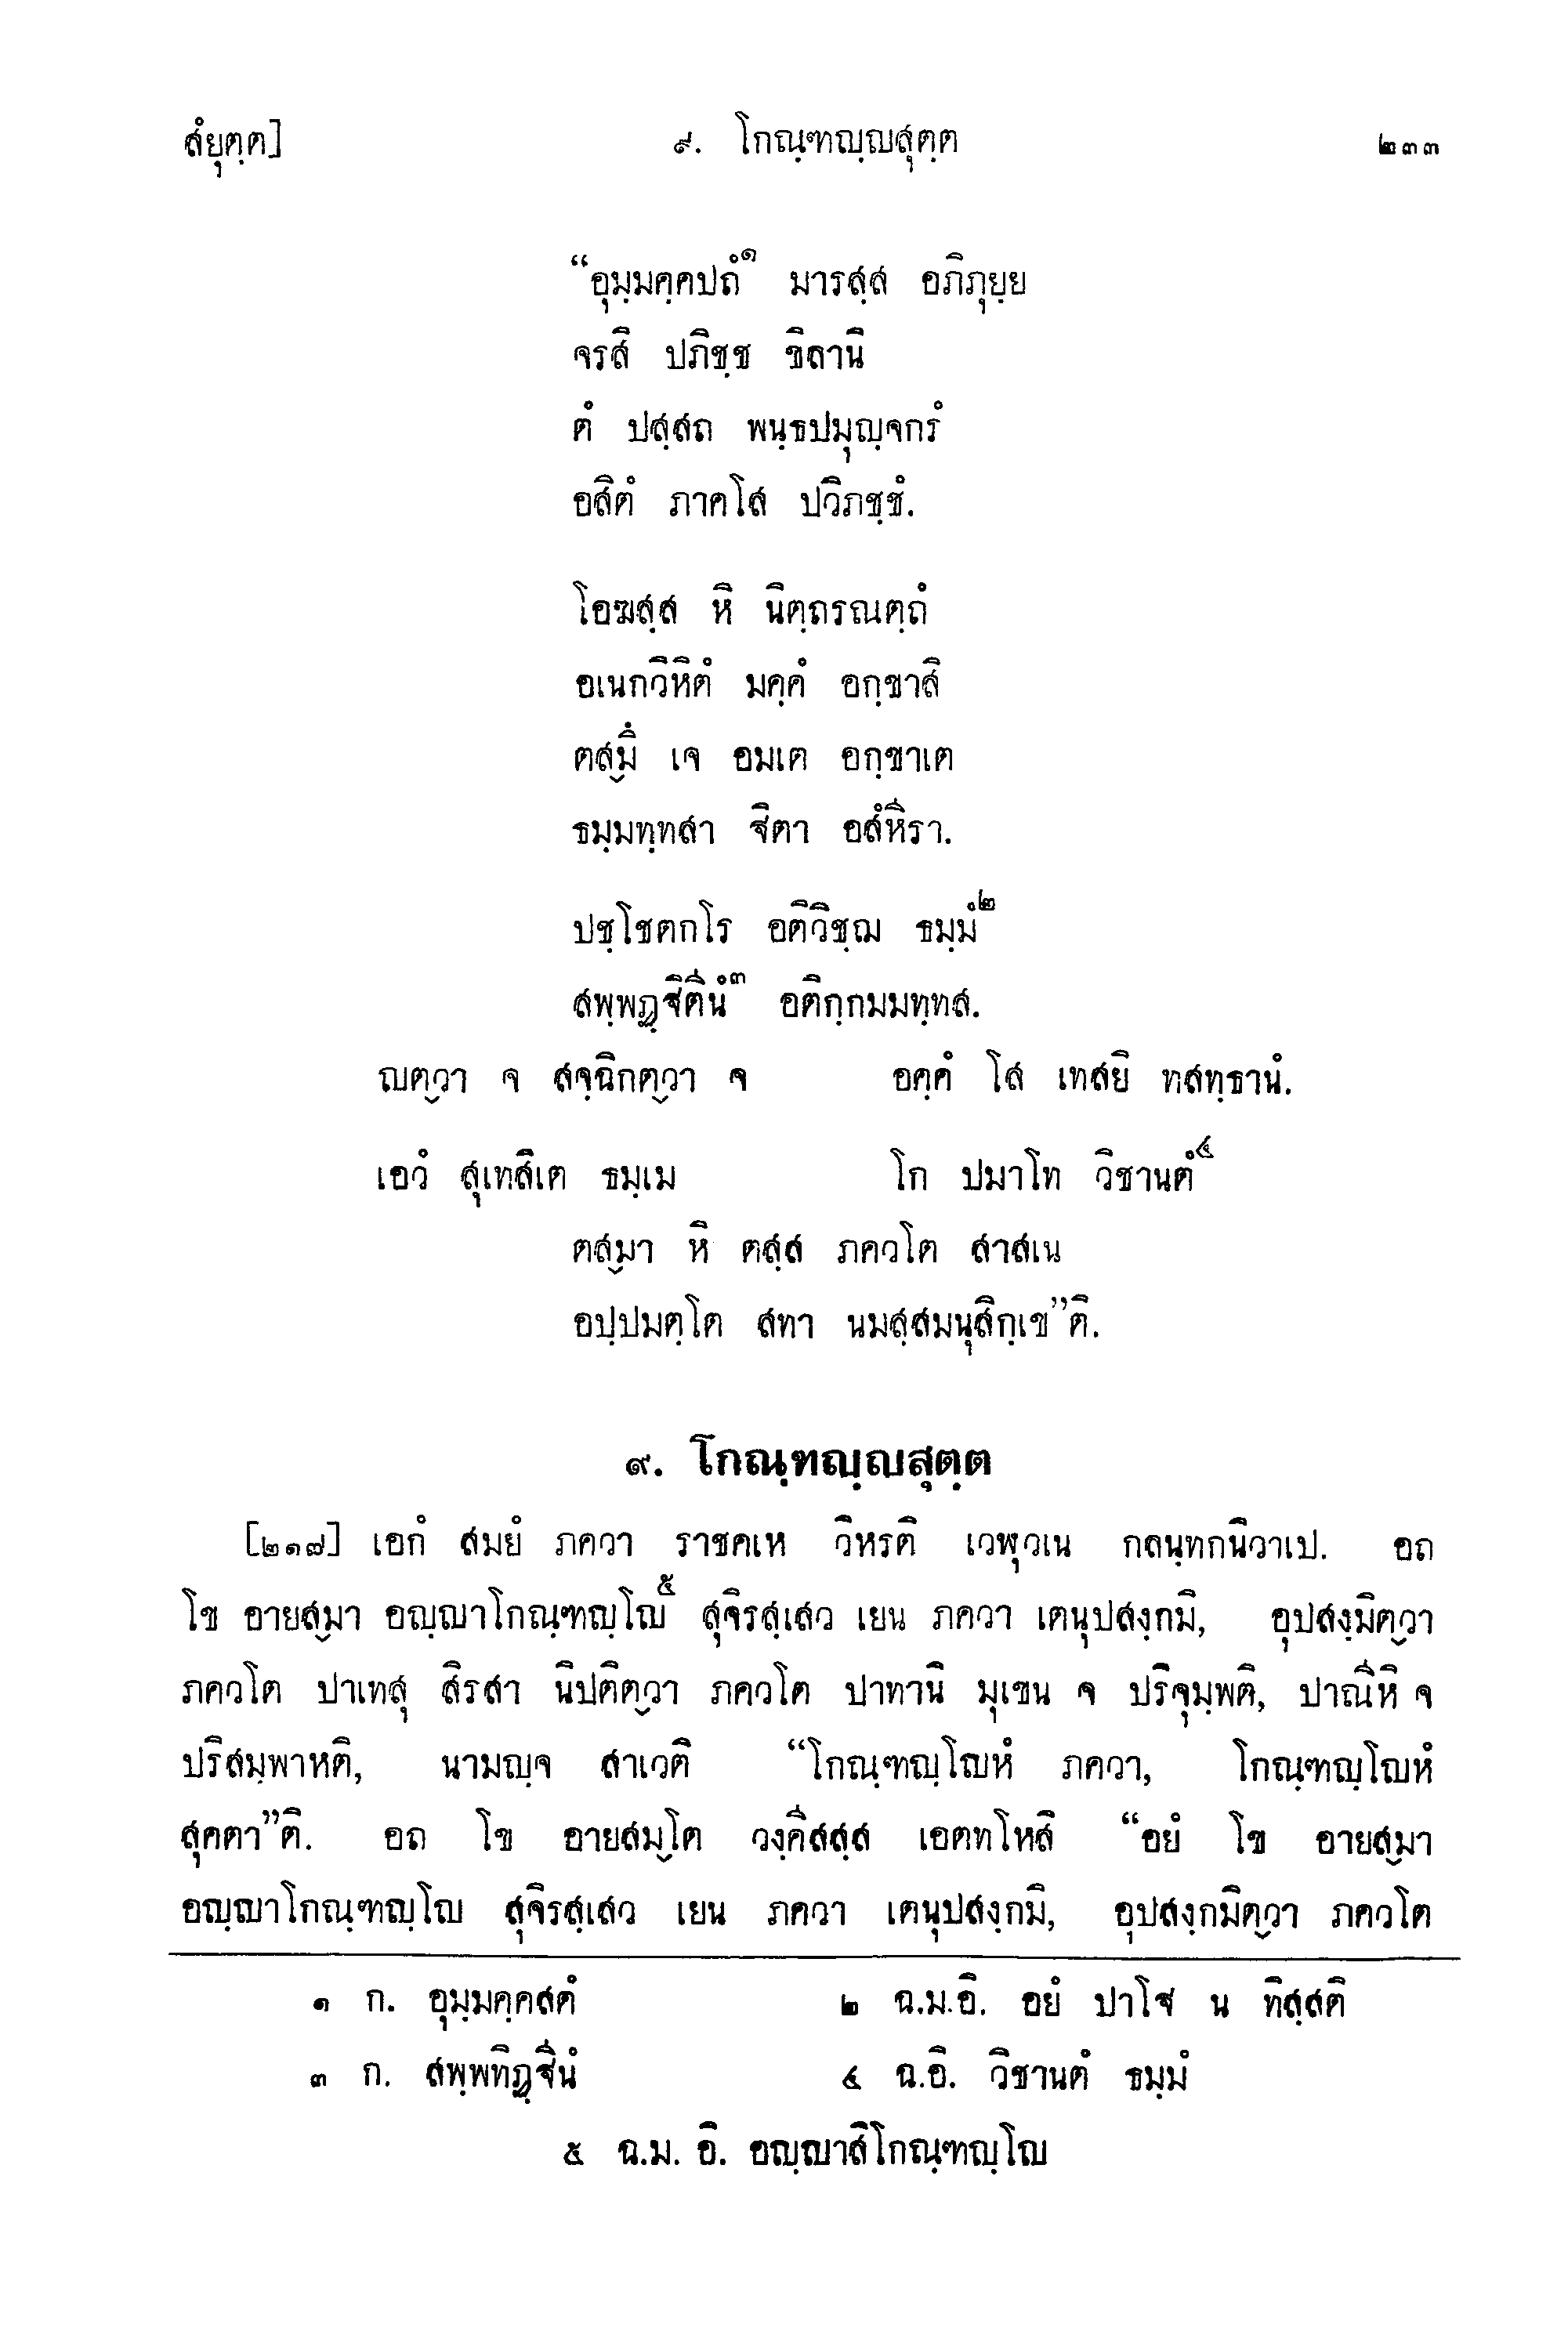 สํยุตฺต]	๙. โกณฺฑญฺญสุตฺต	๒๓๓
“อุมฺมคฺคปถํ๑ มารสฺส อภิภุยฺย
จรสิ ปภิชฺช ขิลานิ
ตํ ปสฺสถ พนฺธปมุญฺจกรํ
อสิตํ ภาคโส ปวิภชฺชํ.
โอฆสฺส หิ นิตฺถรณตฺถํ
อเนกวิหิตํ มคฺคํ อกฺขาสิ
ตสฺมึ เจ อมเต อกฺขาเต
ธมฺมทฺทสา ฐิตา อสํหิรา.
ปชฺโชตกโร อติวิชฺฌ ธมฺมํ๒
สพฺพฏฺฐิตีนํ๓ อติกฺกมมทฺทส.
ญตฺวา จ สจฺฉิกตฺวา จ	อคฺคํ โส เทสยิ ทสทฺธานํ.
เอวํ สุเทสิเต ธมฺเม	โก ปมาโท วิชานตํ๔
ตสฺมา หิ ตสฺส ภควโต สาสเน
อปฺปมตฺโต สทา นมสฺสมนุสิกฺเข”ติ.
๙. โกณฺฑญฺญสุตฺต
[๒๑๗] เอกํ สมยํ ภควา ราชคเห วิหรติ เวฬุวเน กลนฺทกนิวาเป. อถ
โข อายสฺมา อญฺญาโกณฺฑญฺโญ๕ สุจิรสฺเสว เยน ภควา เตนุปสงฺกมิ, อุปสงฺมิตฺวา
ภควโต ปาเทสุ สิรสา นิปติตฺวา ภควโต ปาทานิ มุเขน จ ปริจุมฺพติ, ปาณีหิ จ
ปริสมฺพาหติ, นามญฺจ สาเวติ “โกณฺฑญฺโญหํ ภควา, โกณฺฑญฺโญหํ
สุคตา”ติ. อถ โข อายสฺมโต วงฺคีสสฺส เอตทโหสิ “อยํ โข อายสฺมา
อญฺญาโกณฺฑญฺโญ สุจิรสฺเสว เยน ภควา เตนุปสงฺกมิ, อุปสงฺกมิตฺวา ภควโต
๑ ก. อุมฺมคฺคสตํ	๒ ฉ.ม.อิ. อยํ ปาโฐ น ทิสฺสติ
๓ ก. สพฺพทิฏฺฐีนํ	๔ ฉ.อิ. วิชานตํ ธมฺมํ
๕ ฉ.ม. อิ. อญฺญาสิโกณฺฑญฺโญ